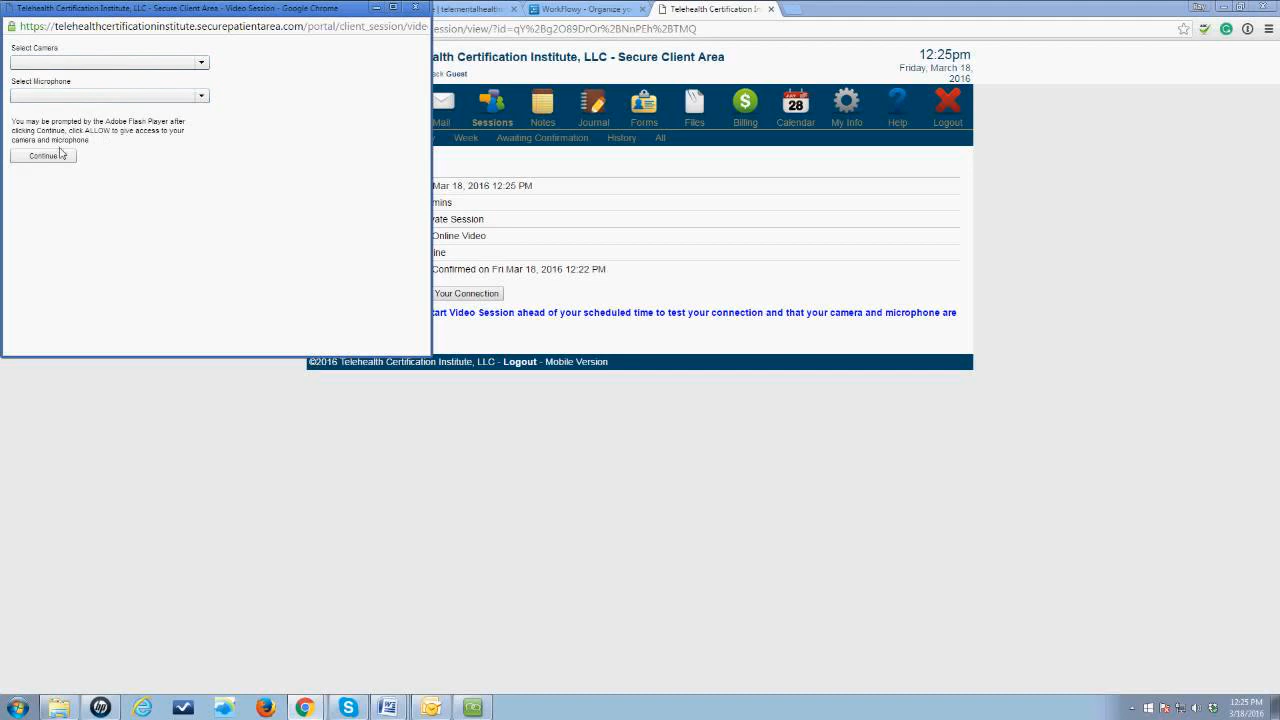 Telehealth Certification Institute, LLC - Secure Client Area - Video Session - Google Chrome
https://telehealthcertificationinstitute.securepatientarea.com/portal/client_session/vide
Select Camera
Select Microphone
You may be prompted by the Adobe Flash Player after
clicking Continue, click ALLOW to give access to your
camera and microphone
Continue
telementalhealth
WorkFlowy - Organize yo
Telehealth Certification In
Ray
ession/view/?id=qY%2Bg2O89DrOr%2BNnPEh%2BTMQ
ealth Certification Institute, LLC - Secure Client Area
ck Guest
12:25pm
Friday, March 18,
2016
Mail
Sessions
Notes
Journal
Forms
Files
Billing
28
Calendar
My Info
Help
Logout
Week
Awaiting Confirmation
History
All
Mar 18, 2016 12:25 PM
mins
vate Session
Online Video
ine
Confirmed on Fri Mar 18, 2016 12:22 PM
Your Connection
tart Video Session ahead of your scheduled time to test your connection and that your camera and microphone are
©2016 Telehealth Certification Institute, LLC - Logout - Mobile Version
12:25 PM
3/18/2016